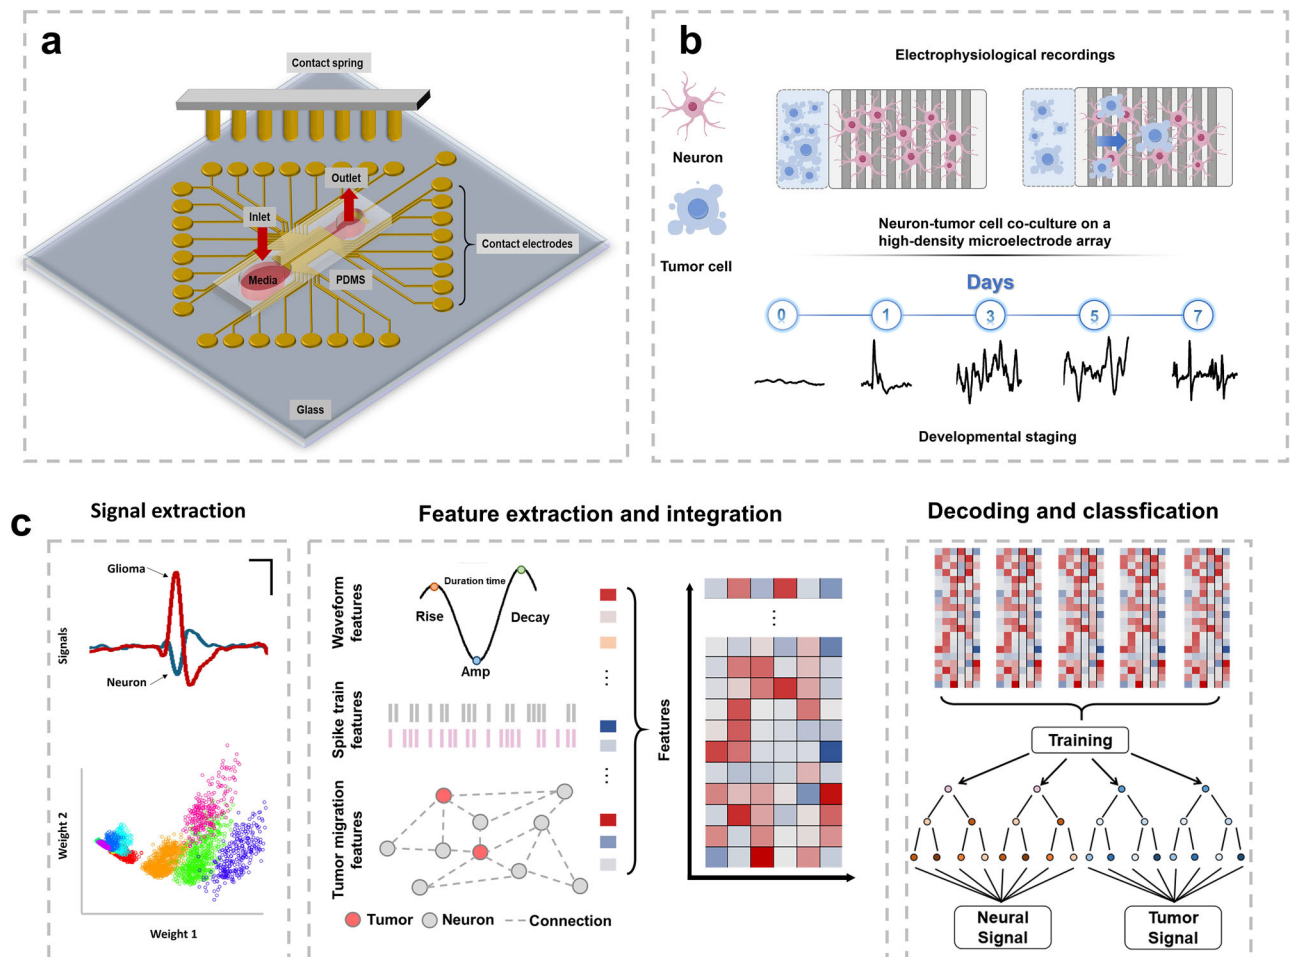 a
Contact spring
Outlet
Inlet
Contact electrodes
Media
PDMS
Glass
b
Electrophysiological recordings
Neuron
Tumor cell
Neuron-tumor cell co-culture on a
high-density microelectrode array
Days
0 1 3 5 7
Developmental staging
c
Signal extraction
Glioma
Signals
Neuron
Weight 2
Weight 1
Feature extraction and integration
Waveform
features
Duration time
Rise
Decay
Amp
Spike train
features
Tumor migration
features
Tumor
Neuron
Connection
Features
Decoding and classfication
Training
Neural
Signal
Tumor
Signal